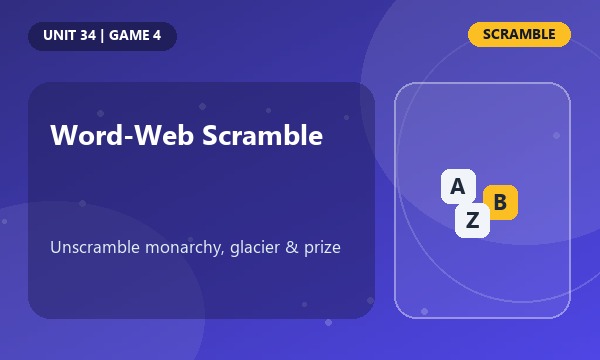 UNIT 34 | GAME 4
SCRAMBLE
Word-Web Scramble
Unscramble monarchy, glacier & prize
A
B
Z